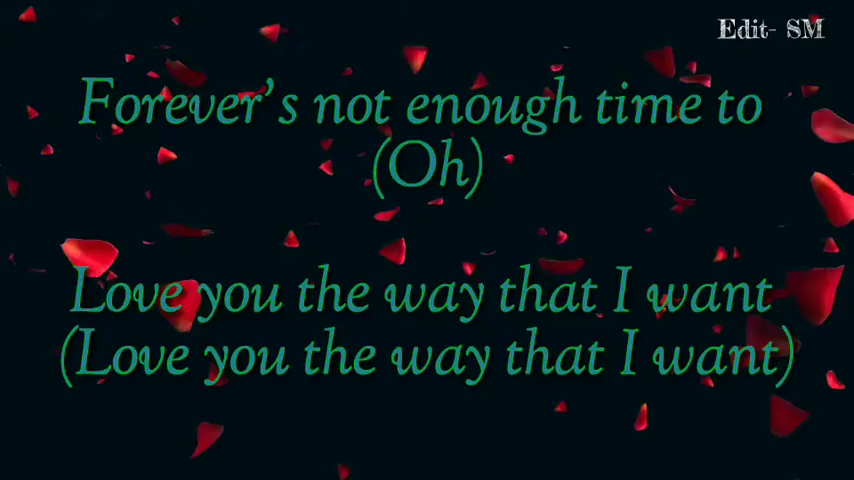 Edit- SM
Forever's not enough time to
(Oh)
Love you the way that I want
(Love you the way that I want)